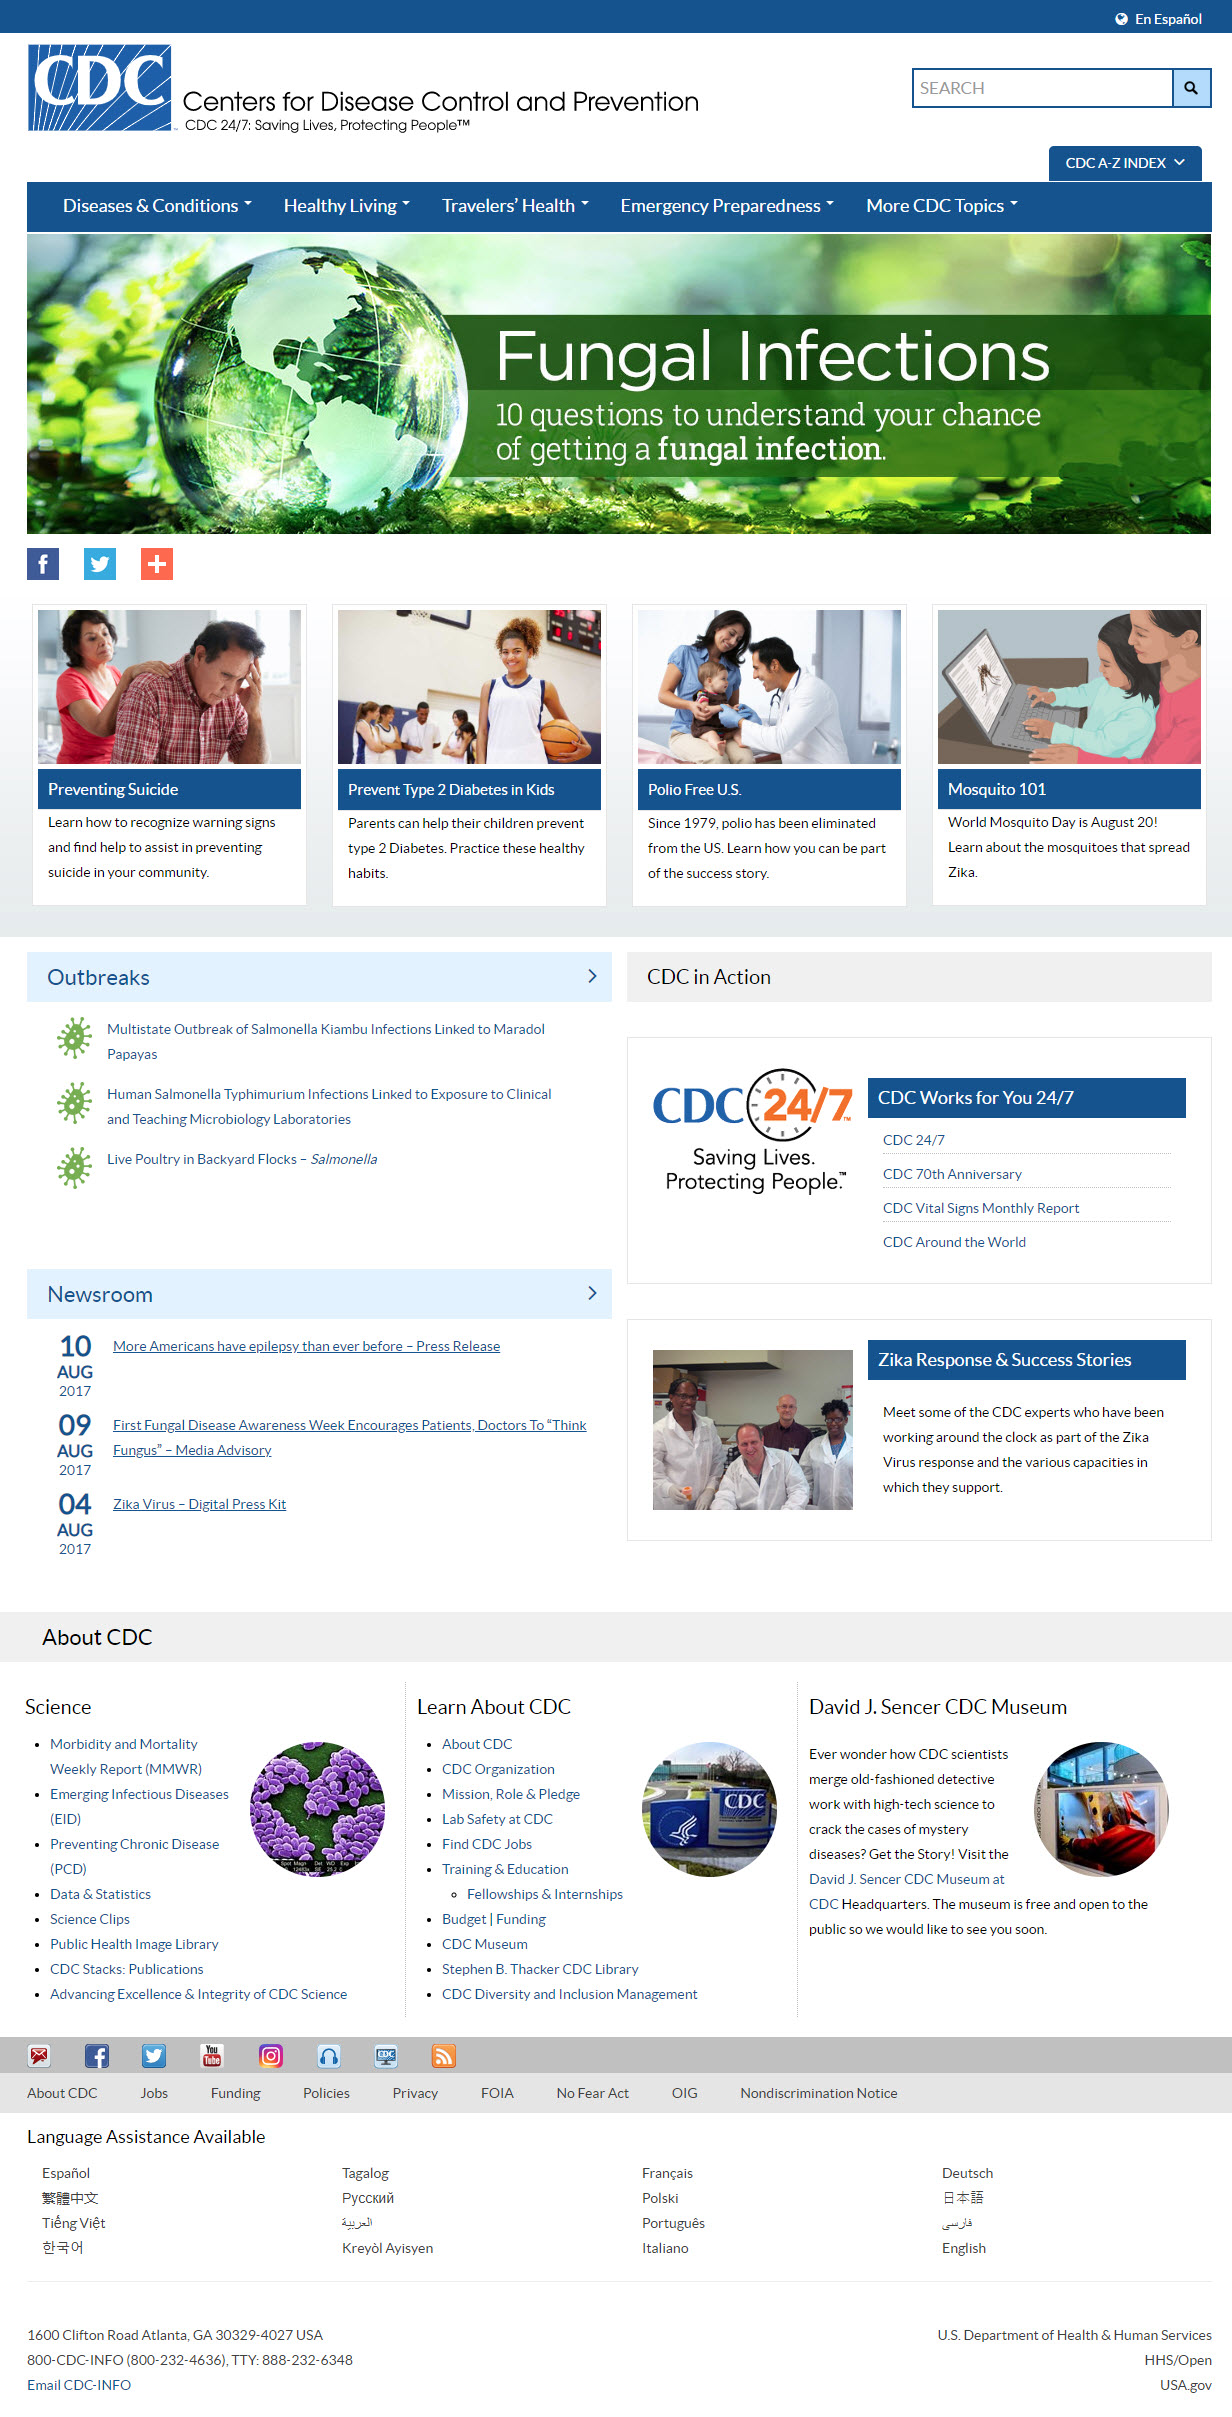 En Español
CDC
Centers for Disease Control and Prevention
CDC 24/7: Saving Lives, Protecting People™
SEARCH
CDC A-Z INDEX
Diseases & Conditions
Healthy Living
Travelers' Health
Emergency Preparedness
More CDC Topics
Fungal Infections
10 questions to understand your chance
of getting a fungal infection.
Preventing Suicide
Learn how to recognize warning signs
and find help to assist in preventing
suicide in your community.
Prevent Type 2 Diabetes in Kids
Parents can help their children prevent
type 2 Diabetes. Practice these healthy
habits.
Polio Free U.S.
Since 1979, polio has been eliminated
from the US. Learn how you can be part
of the success story.
Mosquito 101
World Mosquito Day is August 20!
Learn about the mosquitoes that spread
Zika.
Outbreaks
Multistate Outbreak of Salmonella Kiambu Infections Linked to Maradol
Papayas
Human Salmonella Typhimurium Infections Linked to Exposure to Clinical
and Teaching Microbiology Laboratories
Live Poultry in Backyard Flocks – Salmonella
Newsroom
10
AUG
2017
More Americans have epilepsy than ever before – Press Release
09
AUG
2017
First Fungal Disease Awareness Week Encourages Patients, Doctors To "Think
Fungus" – Media Advisory
04
AUG
2017
Zika Virus – Digital Press Kit
CDC in Action
CDC 24/7™
Saving Lives.
Protecting People.™
CDC Works for You 24/7
CDC 24/7
CDC 70th Anniversary
CDC Vital Signs Monthly Report
CDC Around the World
Zika Response & Success Stories
Meet some of the CDC experts who have been
working around the clock as part of the Zika
Virus response and the various capacities in
which they support.
About CDC
Science
Morbidity and Mortality
Weekly Report (MMWR)
Emerging Infectious Diseases
(EID)
Preventing Chronic Disease
(PCD)
Data & Statistics
Science Clips
Public Health Image Library
CDC Stacks: Publications
Advancing Excellence & Integrity of CDC Science
Learn About CDC
About CDC
CDC Organization
Mission, Role & Pledge
Lab Safety at CDC
Find CDC Jobs
Training & Education
Fellowships & Internships
Budget | Funding
CDC Museum
Stephen B. Thacker CDC Library
CDC Diversity and Inclusion Management
CDC
David J. Sencer CDC Museum
Ever wonder how CDC scientists
merge old-fashioned detective
work with high-tech science to
crack the cases of mystery
diseases? Get the Story! Visit the
David J. Sencer CDC Museum at
CDC Headquarters. The museum is free and open to the
public so we would like to see you soon.
You Tube
CDC
About CDC
Jobs
Funding
Policies
Privacy
FOIA
No Fear Act
OIG
Nondiscrimination Notice
Language Assistance Available
Español
Tagalog
Français
Deutsch
繁體中文
Русский
Polski
日本語
Tiếng Việt
العربية
Português
فارسی
한국어
Kreyòl Ayisyen
Italiano
English
1600 Clifton Road Atlanta, GA 30329-4027 USA
800-CDC-INFO (800-232-4636), TTY: 888-232-6348
Email CDC-INFO
U.S. Department of Health & Human Services
HHS/Open
USA.gov